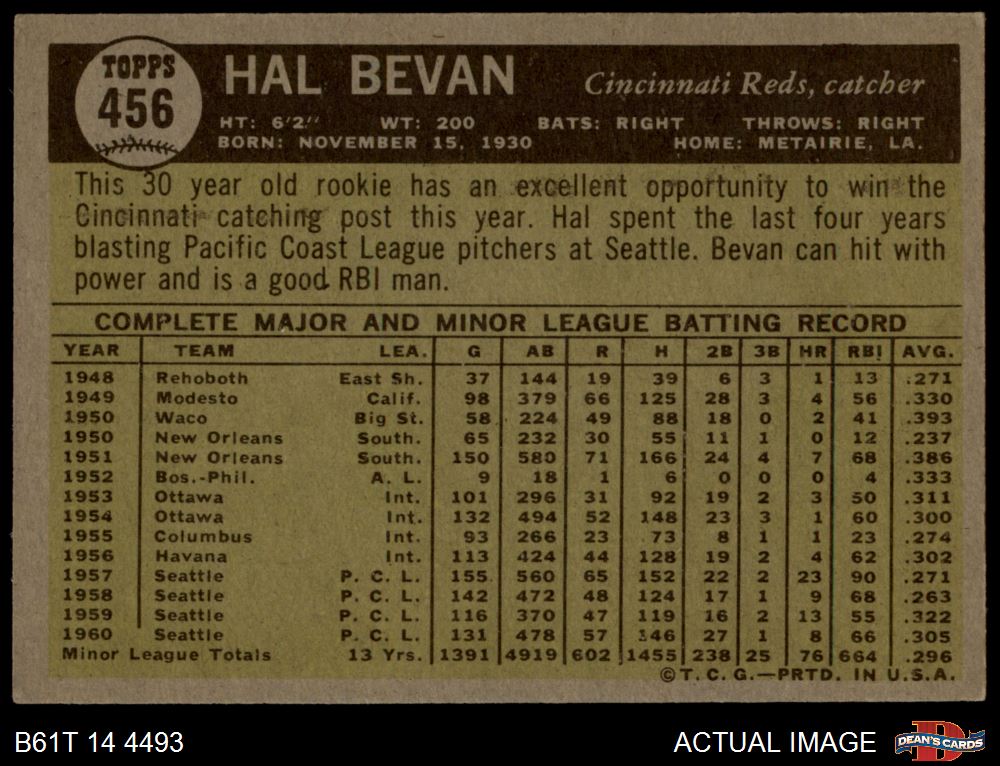 TOPPS
456
HAL BEVAN Cincinnati Reds, catcher
HT: 6'2" WT: 200 BATS: RIGHT THROWS: RIGHT
BORN: NOVEMBER 15, 1930 HOME: METAIRIE, LA.
This 30 year old rookie has an excellent opportunity to win the
Cincinnati catching post this year. Hal spent the last four years
blasting Pacific Coast League pitchers at Seattle. Bevan can hit with
power and is a good RBI man.
COMPLETE MAJOR AND MINOR LEAGUE BATTING RECORD
YEAR TEAM LEA. G AB R H 2B 3B HR RBI AVG.
1948 Rehoboth East Sh. 37 144 19 39 6 3 1 13 .271
1949 Modesto Calif. 98 379 66 125 28 3 4 56 .330
1950 Waco Big St. 58 224 49 88 18 0 2 41 .393
1950 New Orleans South. 65 232 30 55 11 1 0 12 .237
1951 New Orleans South. 150 580 71 166 24 4 7 68 .386
1952 Bos.-Phil. A. L. 9 18 1 6 0 0 0 4 .333
1953 Ottawa Int. 101 296 31 92 19 2 3 50 .311
1954 Ottawa Int. 132 494 52 148 23 3 1 60 .300
1955 Columbus Int. 93 266 23 73 8 1 1 23 .274
1956 Havana Int. 113 424 44 128 19 2 4 62 .302
1957 Seattle P. C. L. 155 560 65 152 22 2 23 90 .271
1958 Seattle P. C. L. 142 472 48 124 17 1 9 68 .263
1959 Seattle P. C. L. 116 370 47 119 16 2 13 55 .322
1960 Seattle P. C. L. 131 478 57 146 27 1 8 66 .305
Minor League Totals 13 Yrs. 1391 4919 602 1455 238 25 76 664 .296
©T. C. G.—PRTD. IN U.S.A.
B61T 14 4493 ACTUAL IMAGE DEAN'S CARDS